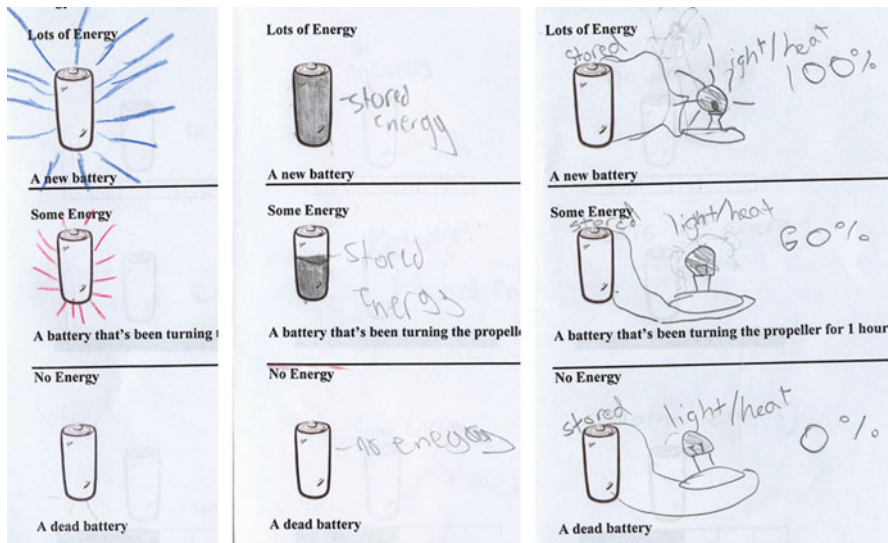 Lots of Energy
A new battery
Some Energy
A battery that's been turning
No Energy
A dead battery
Lots of Energy
stored
energy
A new battery
Some Energy
Stored
Energy
A battery that's been turning the propelle
No Energy
A dead battery
Lots of Energy
stored
light/heat
100%
A new battery
Some Energy
stored
light/heat
60%
A battery that's been turning the propeller for 1 hour
No Energy
stored
light/heat
0%
A dead battery